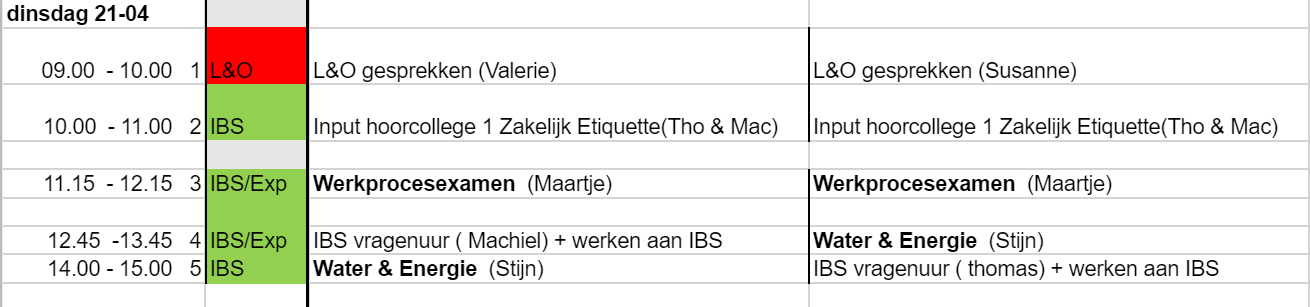 dinsdag 21-04
09.00 - 10.00 1 L&O L&O gesprekken (Valerie) L&O gesprekken (Susanne)
10.00 - 11.00 2 IBS Input hoorcollege 1 Zakelijk Etiquette(Tho & Mac) Input hoorcollege 1 Zakelijk Etiquette(Tho & Mac)
11.15 - 12.15 3 IBS/Exp Werkprocesexamen (Maartje) Werkprocesexamen (Maartje)
12.45 -13.45 4 IBS/Exp IBS vragenuur ( Machiel) + werken aan IBS Water & Energie (Stijn)
14.00 - 15.00 5 IBS Water & Energie (Stijn) IBS vragenuur ( thomas) + werken aan IBS